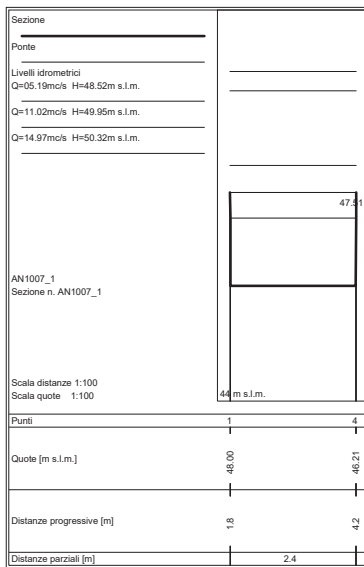 Sezione
Ponte
Livelli idrometrici
Q=05.19mc/s H=48.52m s.l.m.
Q=11.02mc/s H=49.95m s.l.m.
Q=14.97mc/s H=50.32m s.l.m.
47.51
AN1007_1
Sezione n. AN1007_1
Scala distanze 1:100
Scala quote 1:100
44 m s.l.m.
Punti 1 4
Quote [m s.l.m.] 48.00 46.21
Distanze progressive [m] 1.8 4.2
Distanze parziali [m] 2.4